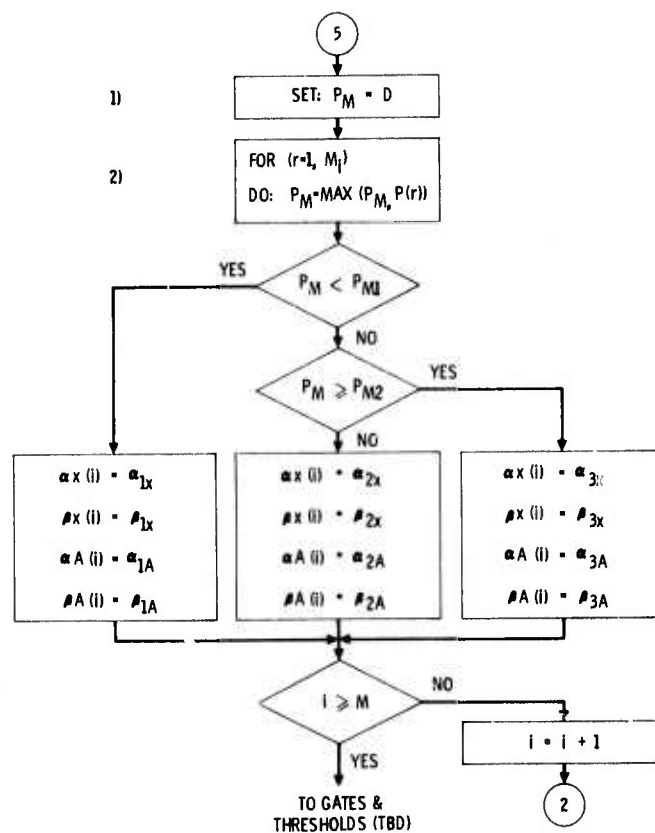 5
1)
SET: P_M = D
2)
FOR (r=1, M_i)
DO: P_M=MAX (P_M, P(r))
YES
P_M < P_M1
NO
P_M ⩾ P_M2
YES
NO
αx (i) = α_1x
βx (i) = β_1x
αA (i) = α_1A
βA (i) = β_1A
αx (i) = α_2x
βx (i) = β_2x
αA (i) = α_2A
βA (i) = β_2A
αx (i) = α_3x
βx (i) = β_3x
αA (i) = α_3A
βA (i) = β_3A
i ⩾ M
NO
i = i + 1
YES
2
TO GATES &
THRESHOLDS (TBD)